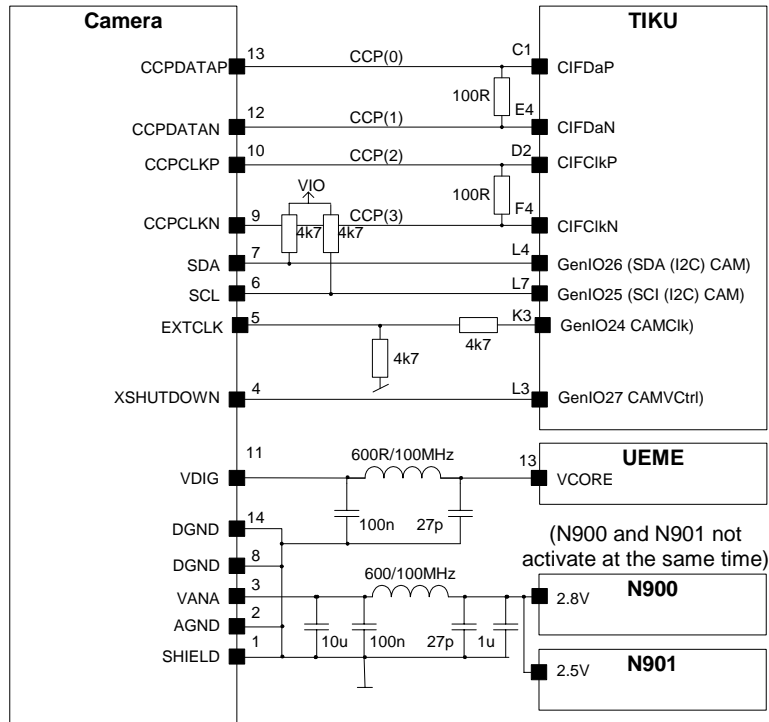 Camera
TIKU
13
C1
CCPDATAP
CCP(0)
CIFDaP
100R
12
E4
CCPDATAN
CCP(1)
CIFDaN
10
D2
CCPCLKP
CCP(2)
CIFClkP
VIO
100R
9
F4
CCPCLKN
CCP(3)
CIFClkN
4k7
4k7
7
L4
SDA
GenIO26 (SDA (I2C) CAM)
6
L7
SCL
GenIO25 (SCI (I2C) CAM)
5
K3
EXTCLK
GenIO24 CAMClk)
4k7
4k7
4
L3
XSHUTDOWN
GenIO27 CAMVCtrl)
11
600R/100MHz
13
UEME
VDIG
VCORE
14
100n
27p
DGND
(N900 and N901 not
activate at the same time)
8
DGND
600/100MHz
N900
3
VANA
2.8V
2
AGND
10u
100n
27p
1u
1
SHIELD
N901
2.5V